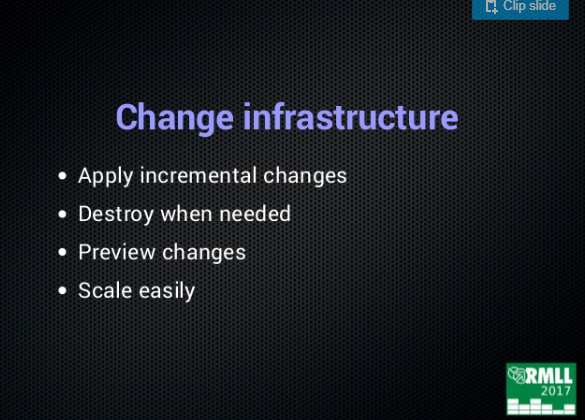 Clip slide
Change infrastructure
• Apply incremental changes
• Destroy when needed
• Preview changes
• Scale easily
RMLL
2017